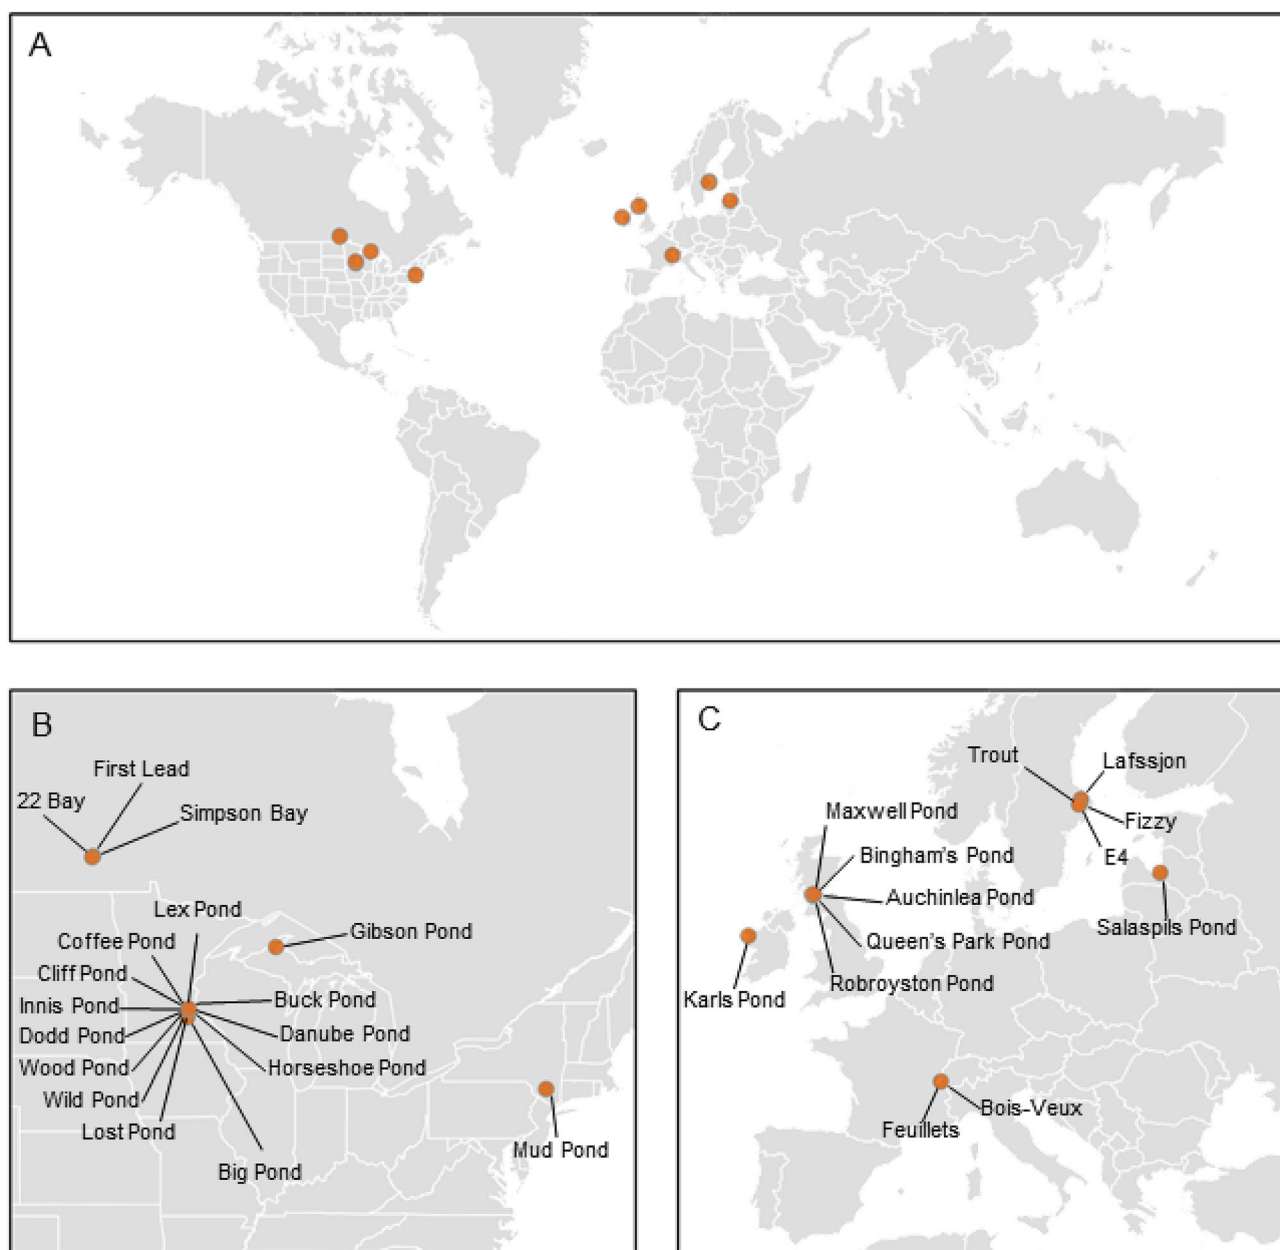 A
B
First Lead
22 Bay
Simpson Bay
Lex Pond
Coffee Pond
Gibson Pond
Cliff Pond
Innis Pond
Buck Pond
Dodd Pond
Danube Pond
Wood Pond
Horseshoe Pond
Wild Pond
Lost Pond
Mud Pond
Big Pond
C
Trout
Lafssjon
Maxwell Pond
Fizzy
Bingham's Pond
E4
Auchinlea Pond
Salaspils Pond
Queen's Park Pond
Robroyston Pond
Karls Pond
Bois-Veux
Feuillets